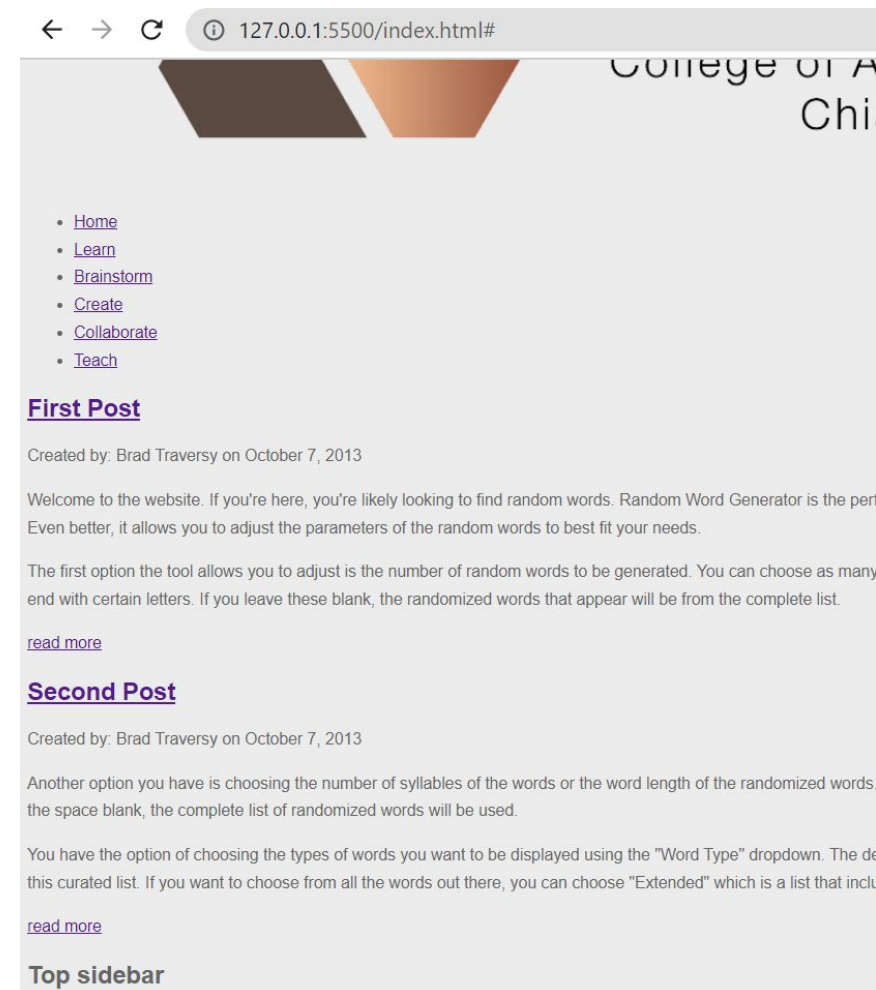 127.0.0.1:5500/index.html#
College of A
Chi
Home
Learn
Brainstorm
Create
Collaborate
Teach
First Post
Created by: Brad Traversy on October 7, 2013
Welcome to the website. If you're here, you're likely looking to find random words. Random Word Generator is the perf
Even better, it allows you to adjust the parameters of the random words to best fit your needs.
The first option the tool allows you to adjust is the number of random words to be generated. You can choose as many
end with certain letters. If you leave these blank, the randomized words that appear will be from the complete list.
read more
Second Post
Created by: Brad Traversy on October 7, 2013
Another option you have is choosing the number of syllables of the words or the word length of the randomized words.
the space blank, the complete list of randomized words will be used.
You have the option of choosing the types of words you want to be displayed using the "Word Type" dropdown. The de
this curated list. If you want to choose from all the words out there, you can choose "Extended" which is a list that inclu
read more
Top sidebar